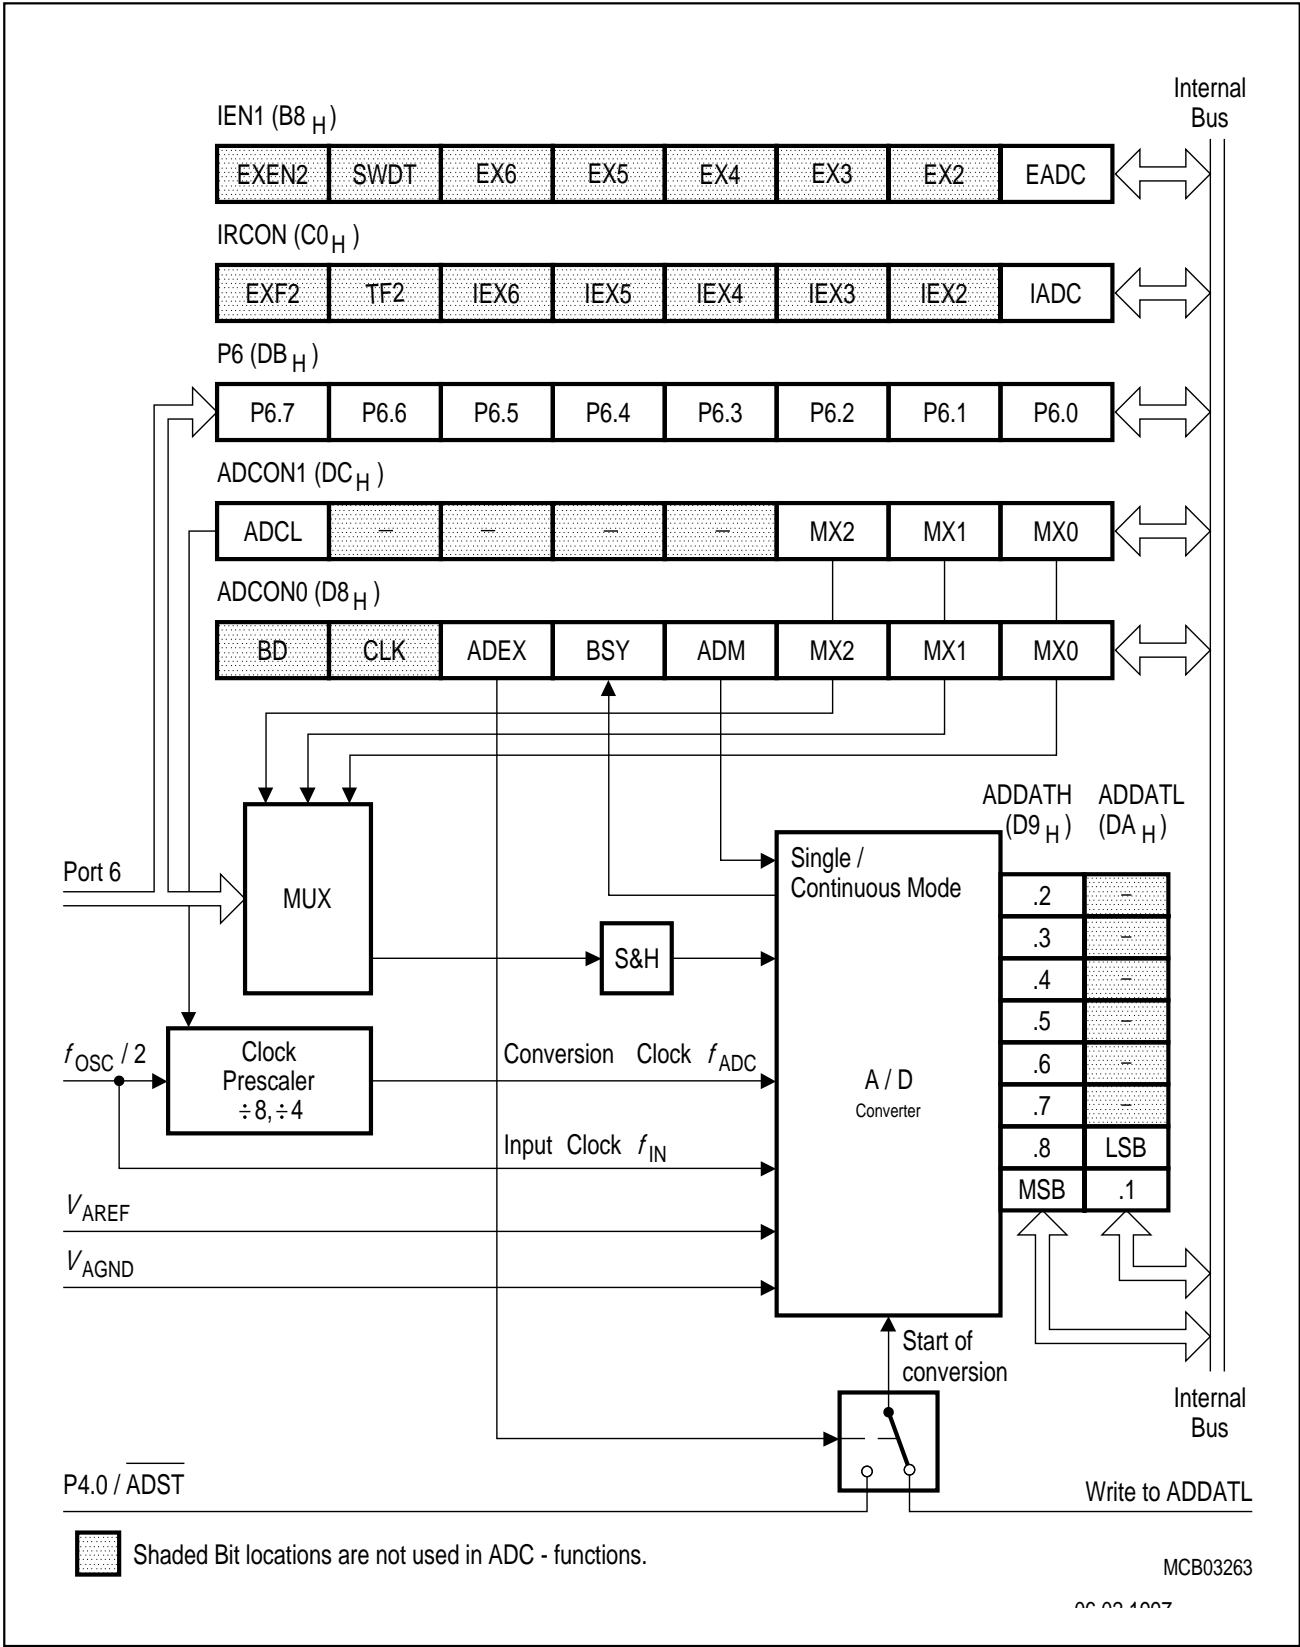 Internal
Bus
IEN1 (B8 H )
EXEN2 SWDT EX6 EX5 EX4 EX3 EX2 EADC
IRCON (C0 H )
EXF2 TF2 IEX6 IEX5 IEX4 IEX3 IEX2 IADC
P6 (DB H )
P6.7 P6.6 P6.5 P6.4 P6.3 P6.2 P6.1 P6.0
ADCON1 (DC H )
ADCL – – – – MX2 MX1 MX0
ADCON0 (D8 H )
BD CLK ADEX BSY ADM MX2 MX1 MX0
ADDATH ADDATL
(D9 H ) (DA H )
Port 6
MUX
Single /
Continuous Mode
S&H
.2 –
.3 –
.4 –
.5 –
.6 –
.7 –
.8 LSB
MSB .1
f OSC / 2
Clock
Prescaler
÷ 8, ÷ 4
Conversion Clock f ADC
A / D
Converter
Input Clock f IN
V AREF
V AGND
Start of
conversion
Internal
Bus
P4.0 / ADST
Write to ADDATL
Shaded Bit locations are not used in ADC - functions.
MCB03263